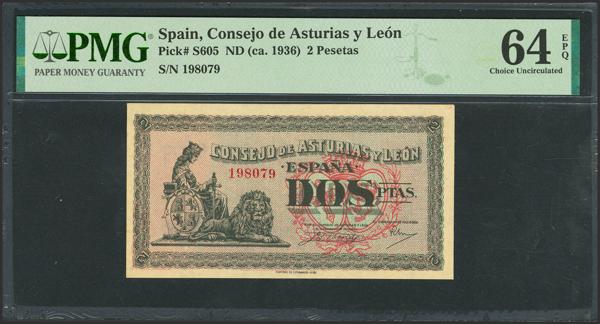 PMG
PAPER MONEY GUARANTY
Spain, Consejo de Asturias y León
Pick# S605 ND (ca. 1936) 2 Pesetas
S/N 198079
64
EPQ
Choice Uncirculated
CONSEJO DE ASTURIAS Y LEÓN
198079
ESPAÑA
DOS PTAS.